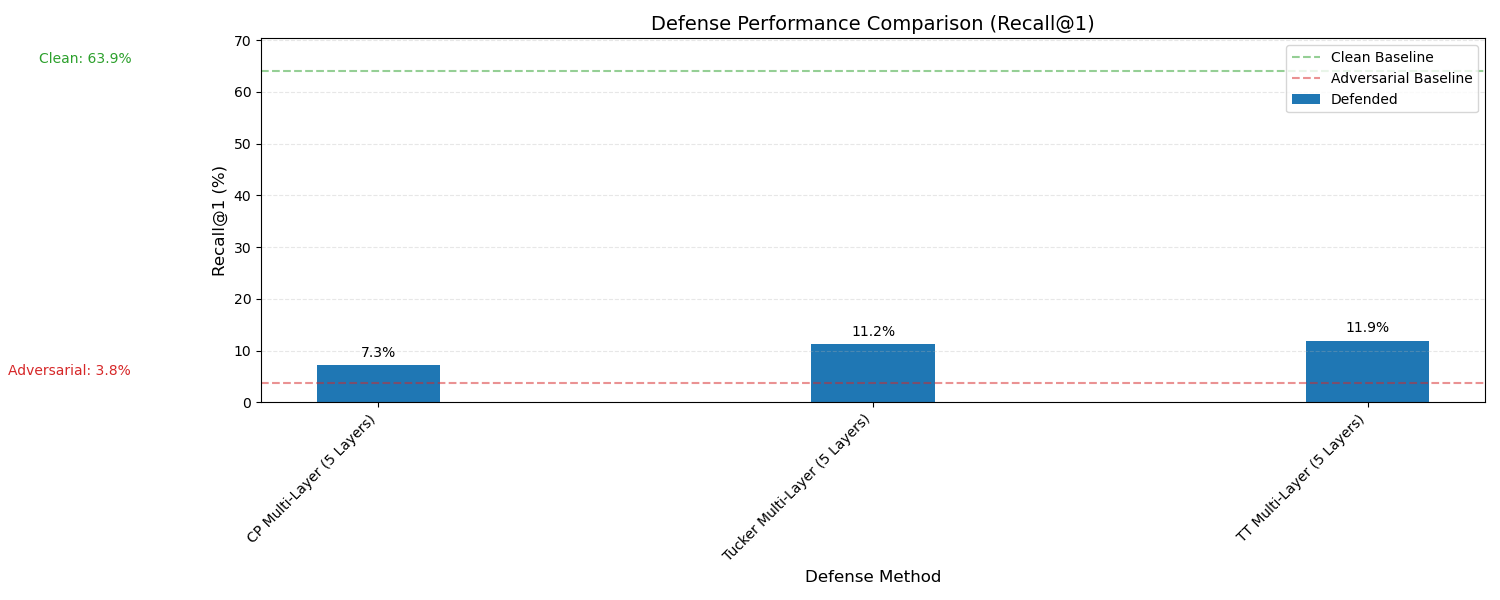 Defense Performance Comparison (Recall@1)
Clean: 63.9%
Adversarial: 3.8%
Recall@1 (%)
70
60
50
40
30
20
10
0
Clean Baseline
Adversarial Baseline
Defended
7.3%
11.2%
11.9%
CP Multi-Layer (5 Layers)
Tucker Multi-Layer (5 Layers)
TT Multi-Layer (5 Layers)
Defense Method